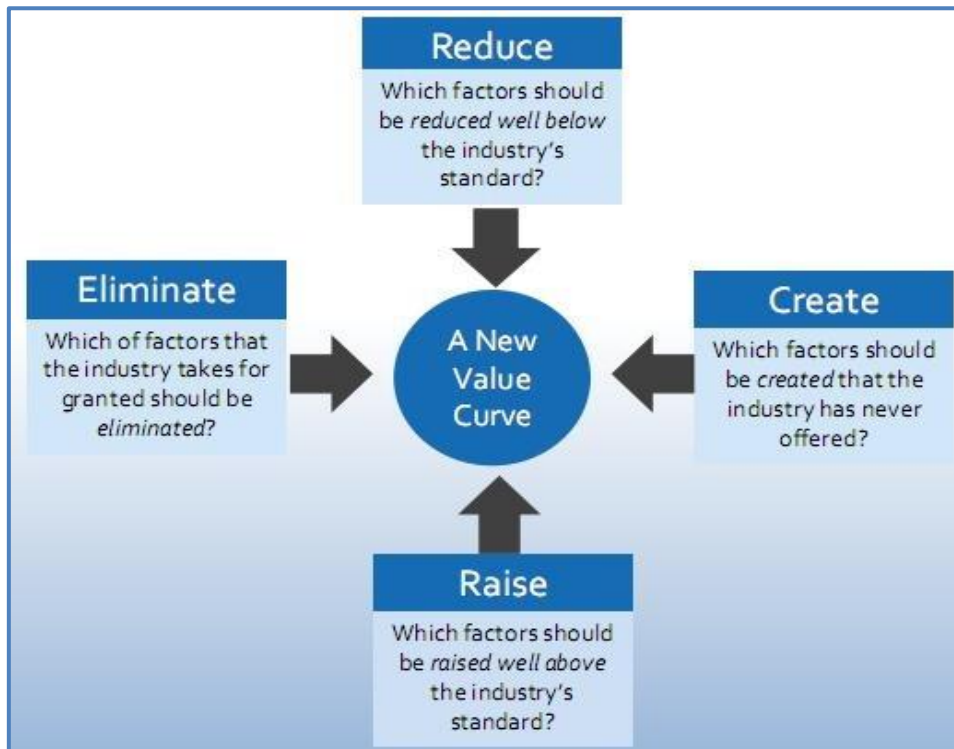 Reduce
Which factors should
be reduced well below
the industry's
standard?
Eliminate
Which of factors that
the industry takes for
granted should be
eliminated?
A New
Value
Curve
Create
Which factors should
be created that the
industry has never
offered?
Raise
Which factors should
be raised well above
the industry's
standard?